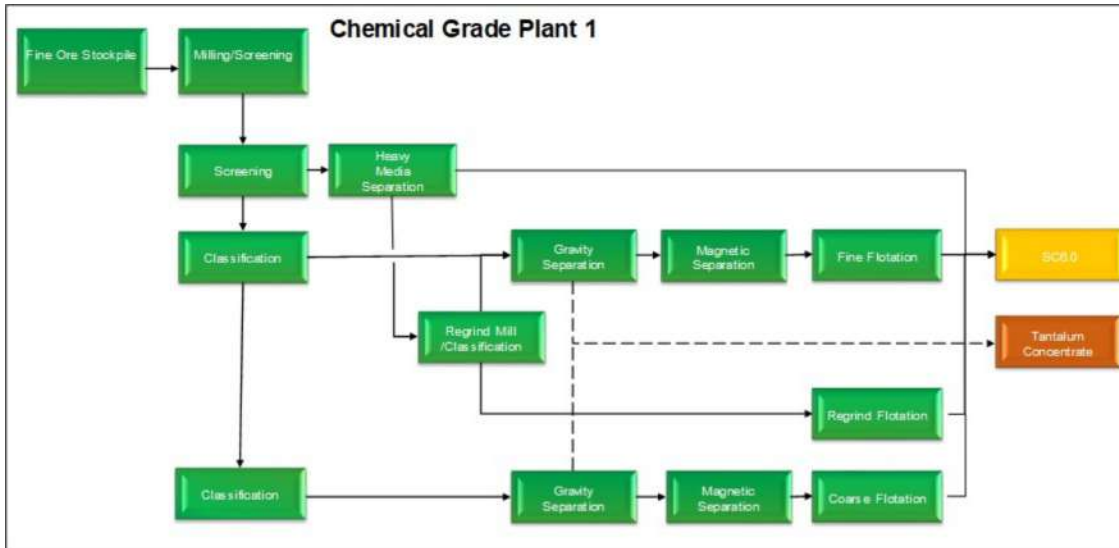 Chemical Grade Plant 1
Fine Ore Stockpile
Milling/Screening
Screening
Heavy
Media
Separation
Classification
Gravity
Separation
Magnetic
Separation
Fine Flotation
SC6.0
Regrind Mill
/Classification
Tantalum
Concentrate
Regrind Flotation
Classification
Gravity
Separation
Magnetic
Separation
Coarse Flotation